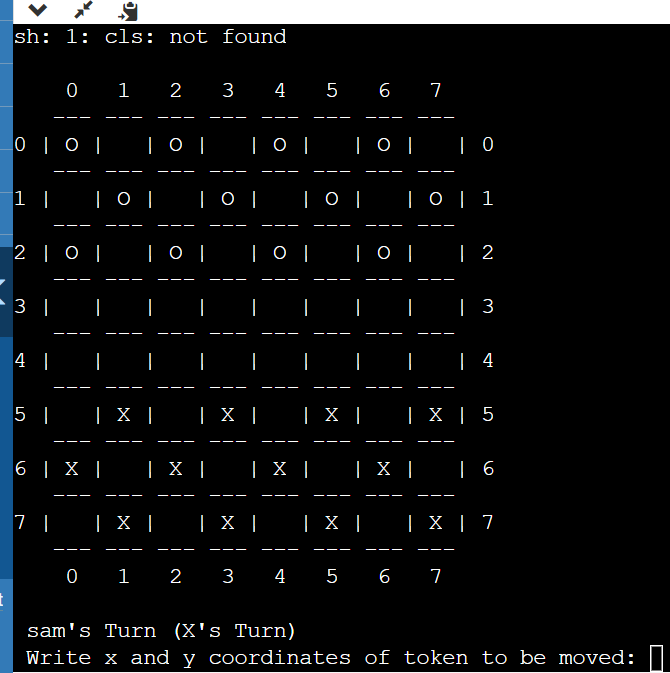 sh: 1: cls: not found
0 1 2 3 4 5 6 7
--- --- --- --- --- --- --- ---
0 | O | | O | | O | | O | | 0
--- --- --- --- --- --- --- ---
1 | | O | | O | | O | | O | 1
--- --- --- --- --- --- --- ---
2 | O | | O | | O | | O | | 2
--- --- --- --- --- --- --- ---
3 | | | | | | | | | 3
--- --- --- --- --- --- --- ---
4 | | | | | | | | | 4
--- --- --- --- --- --- --- ---
5 | | X | | X | | X | | X | 5
--- --- --- --- --- --- --- ---
6 | X | | X | | X | | X | | 6
--- --- --- --- --- --- --- ---
7 | | X | | X | | X | | X | 7
--- --- --- --- --- --- --- ---
0 1 2 3 4 5 6 7
sam's Turn (X's Turn)
Write x and y coordinates of token to be moved: